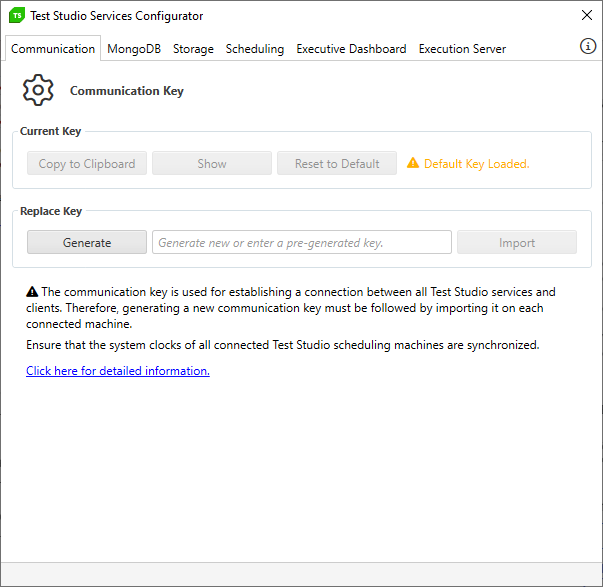 TS Test Studio Services Configurator
Communication MongoDB Storage Scheduling Executive Dashboard Execution Server
Communication Key
Current Key
Copy to Clipboard Show Reset to Default Default Key Loaded.
Replace Key
Generate Generate new or enter a pre-generated key. Import
The communication key is used for establishing a connection between all Test Studio services and
clients. Therefore, generating a new communication key must be followed by importing it on each
connected machine.
Ensure that the system clocks of all connected Test Studio scheduling machines are synchronized.
Click here for detailed information.